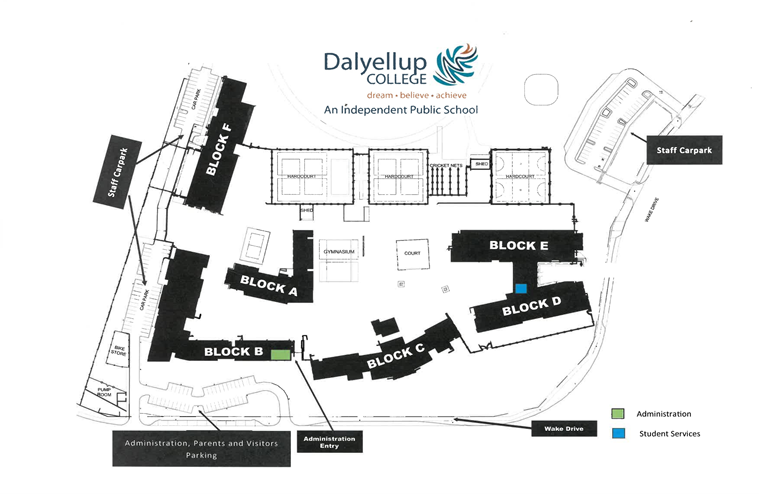 Dalyellup
COLLEGE
dream • believe • achieve
An Independent Public School
CAR PARK
BLOCK F
Staff Carpark
HARDCOURT
HARDCOURT
CRICKET NETS
SHED
HARDCOURT
Staff Carpark
SHED
WAKE DRIVE
GYMNASIUM
COURT
BLOCK E
BLOCK A
CAR PARK
BLOCK D
BIKE
STORE
BLOCK B
BLOCK C
PUMP
ROOM
Administration
Student Services
Administration, Parents and Visitors
Parking
Administration
Entry
Wake Drive